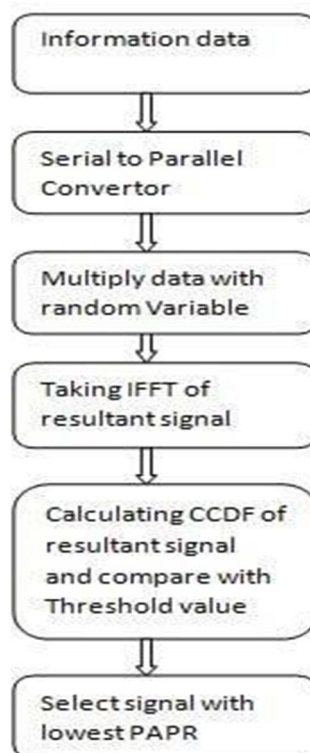 Information data
Serial to Parallel
Convertor
Multiply data with
random Variable
Taking IFFT of
resultant signal
Calculating CCDF of
resultant signal
and compare with
Threshold value
Select signal with
lowest PAPR